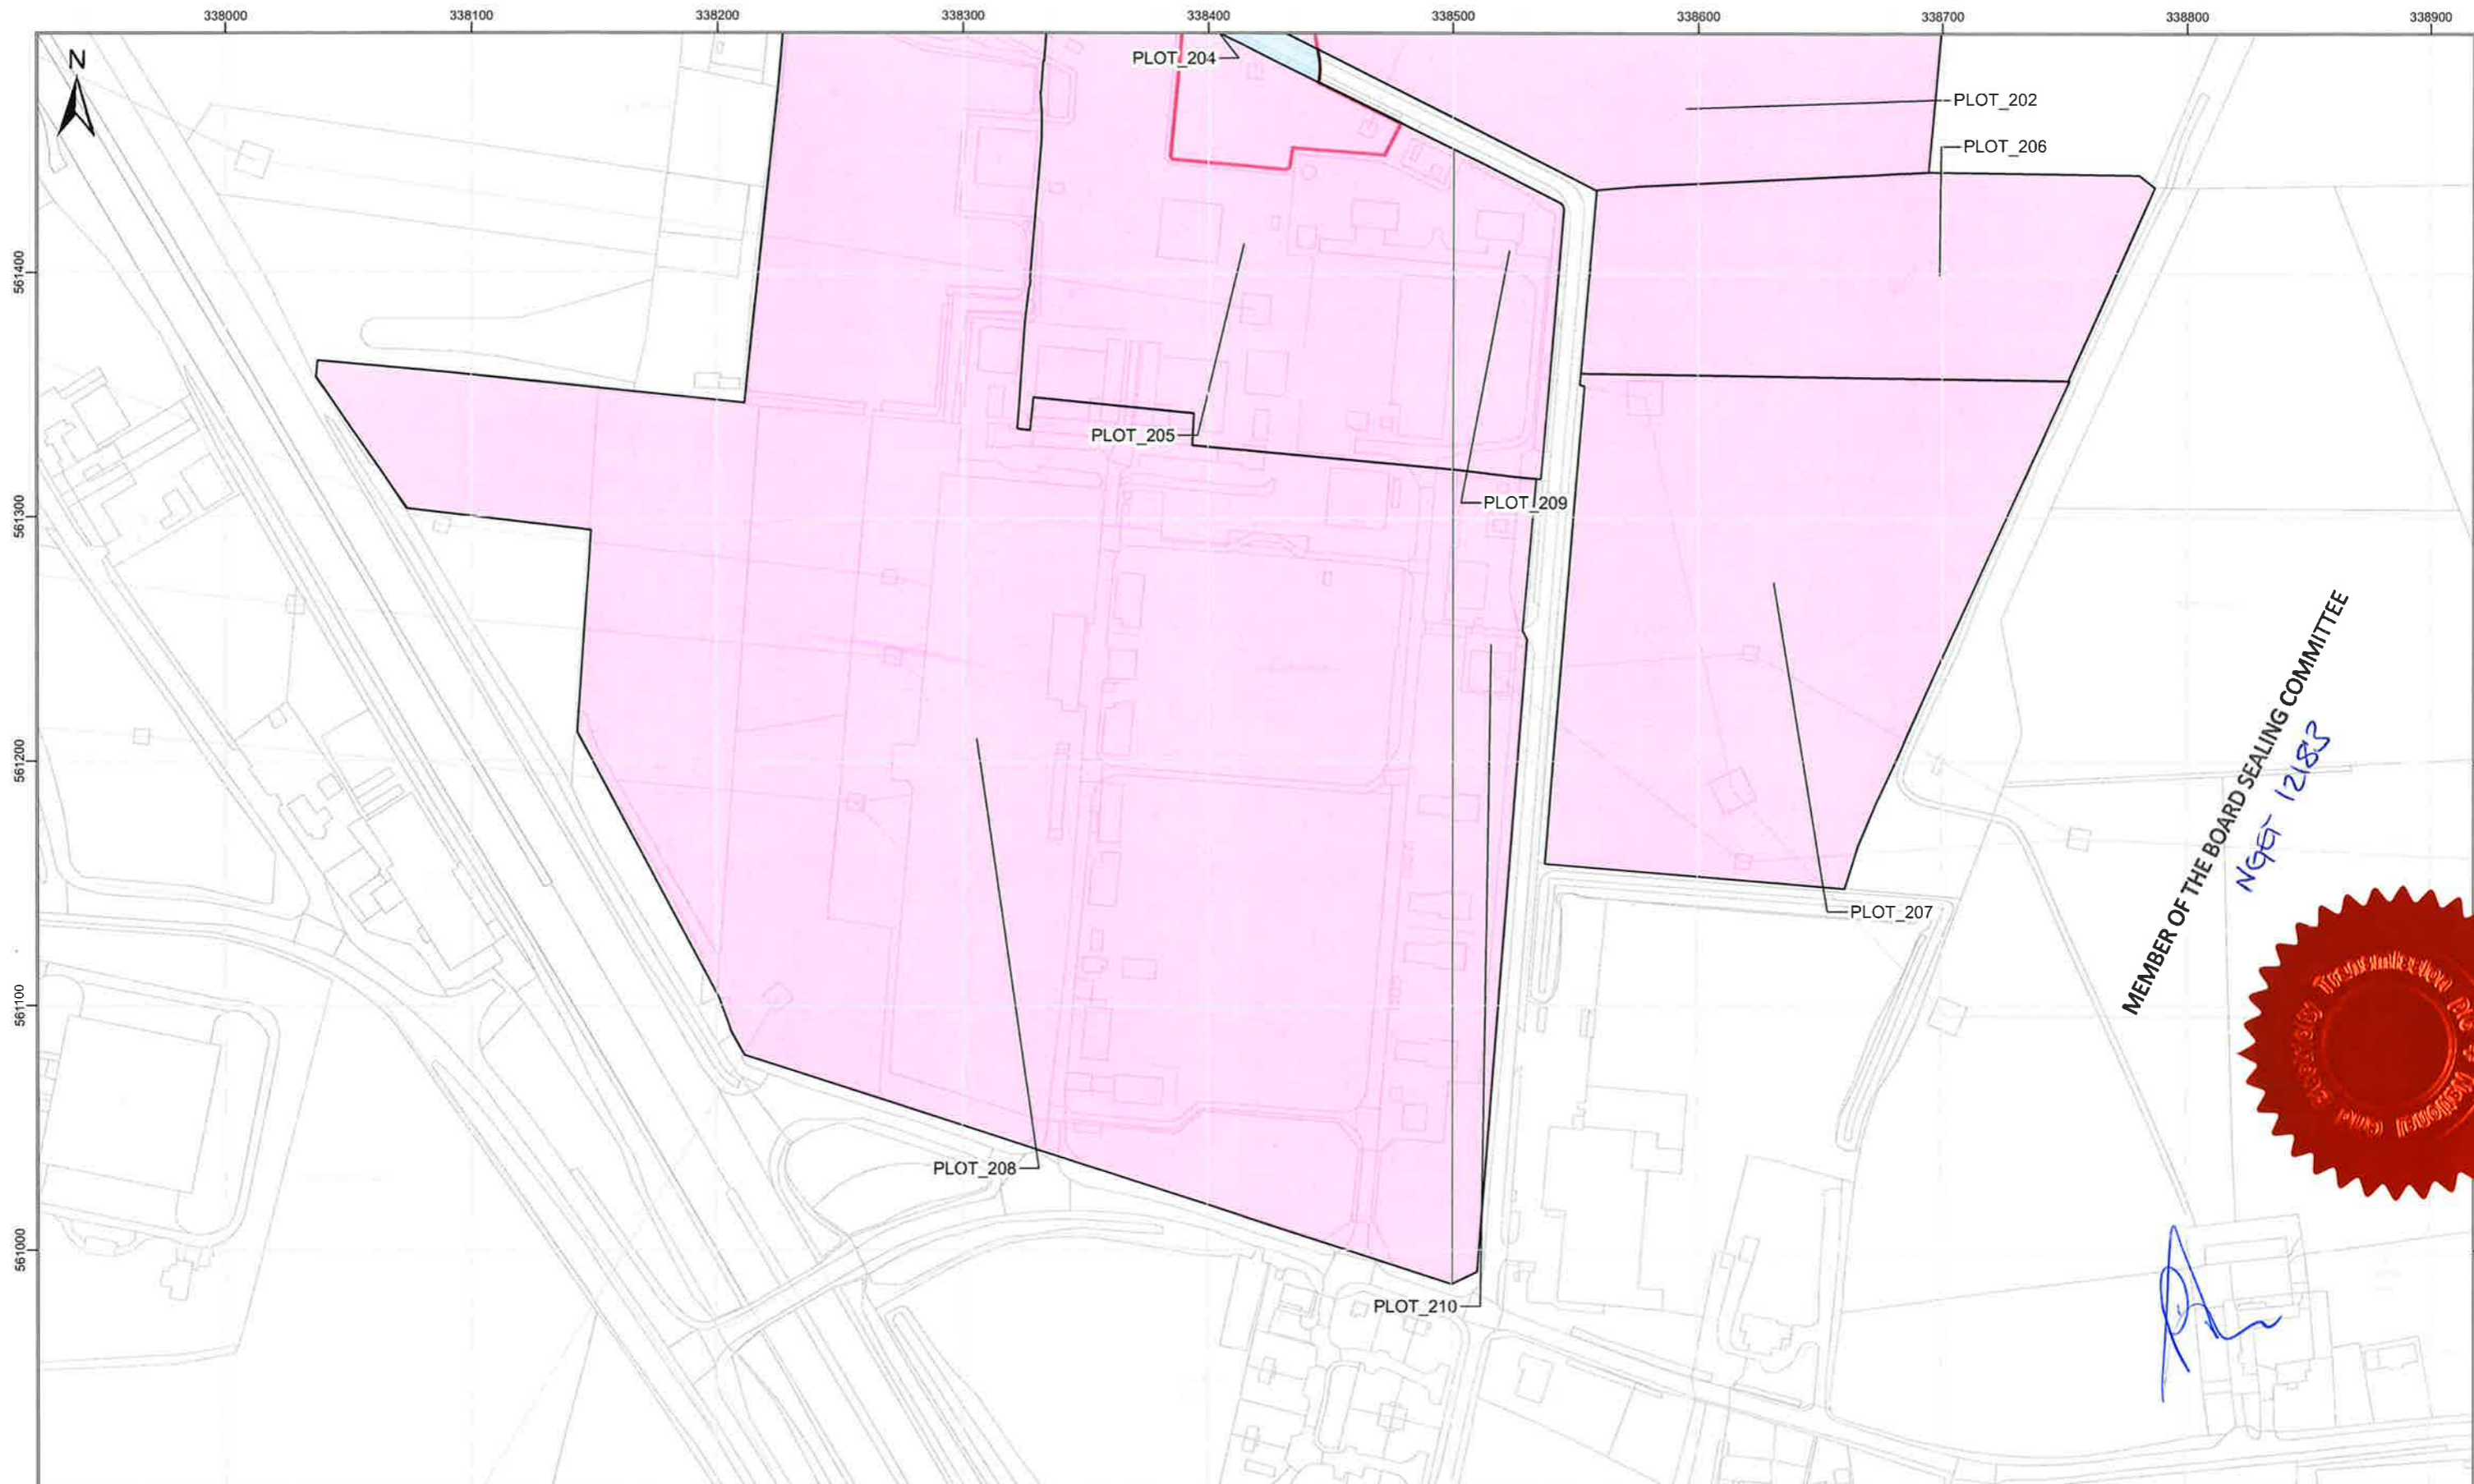 338000 338100 338200 338300 338400 338500 338600 338700 338800 338900
N
PLOT_204
PLOT_202
PLOT_206
561400
PLOT_205
PLOT_209
561300
561200
PLOT_207
561100
PLOT_208
PLOT_210
561000
MEMBER OF THE BOARD SEALING COMMITTEE
NGET 12183